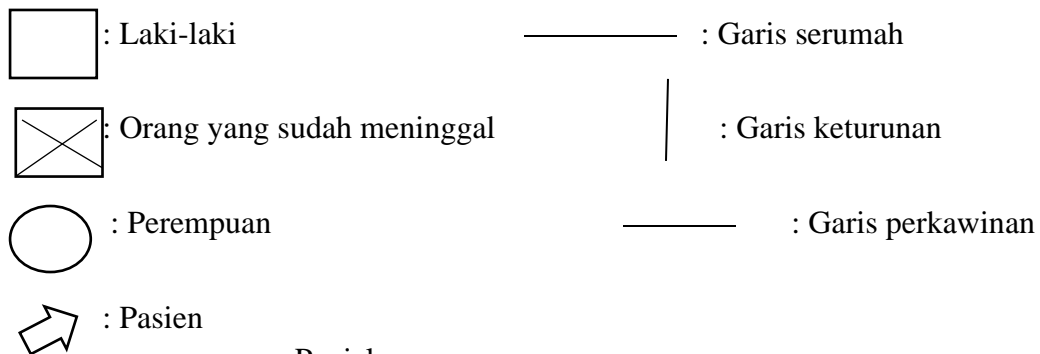 : Laki-laki : Garis serumah
: Orang yang sudah meninggal : Garis keturunan
: Perempuan : Garis perkawinan
: Pasien